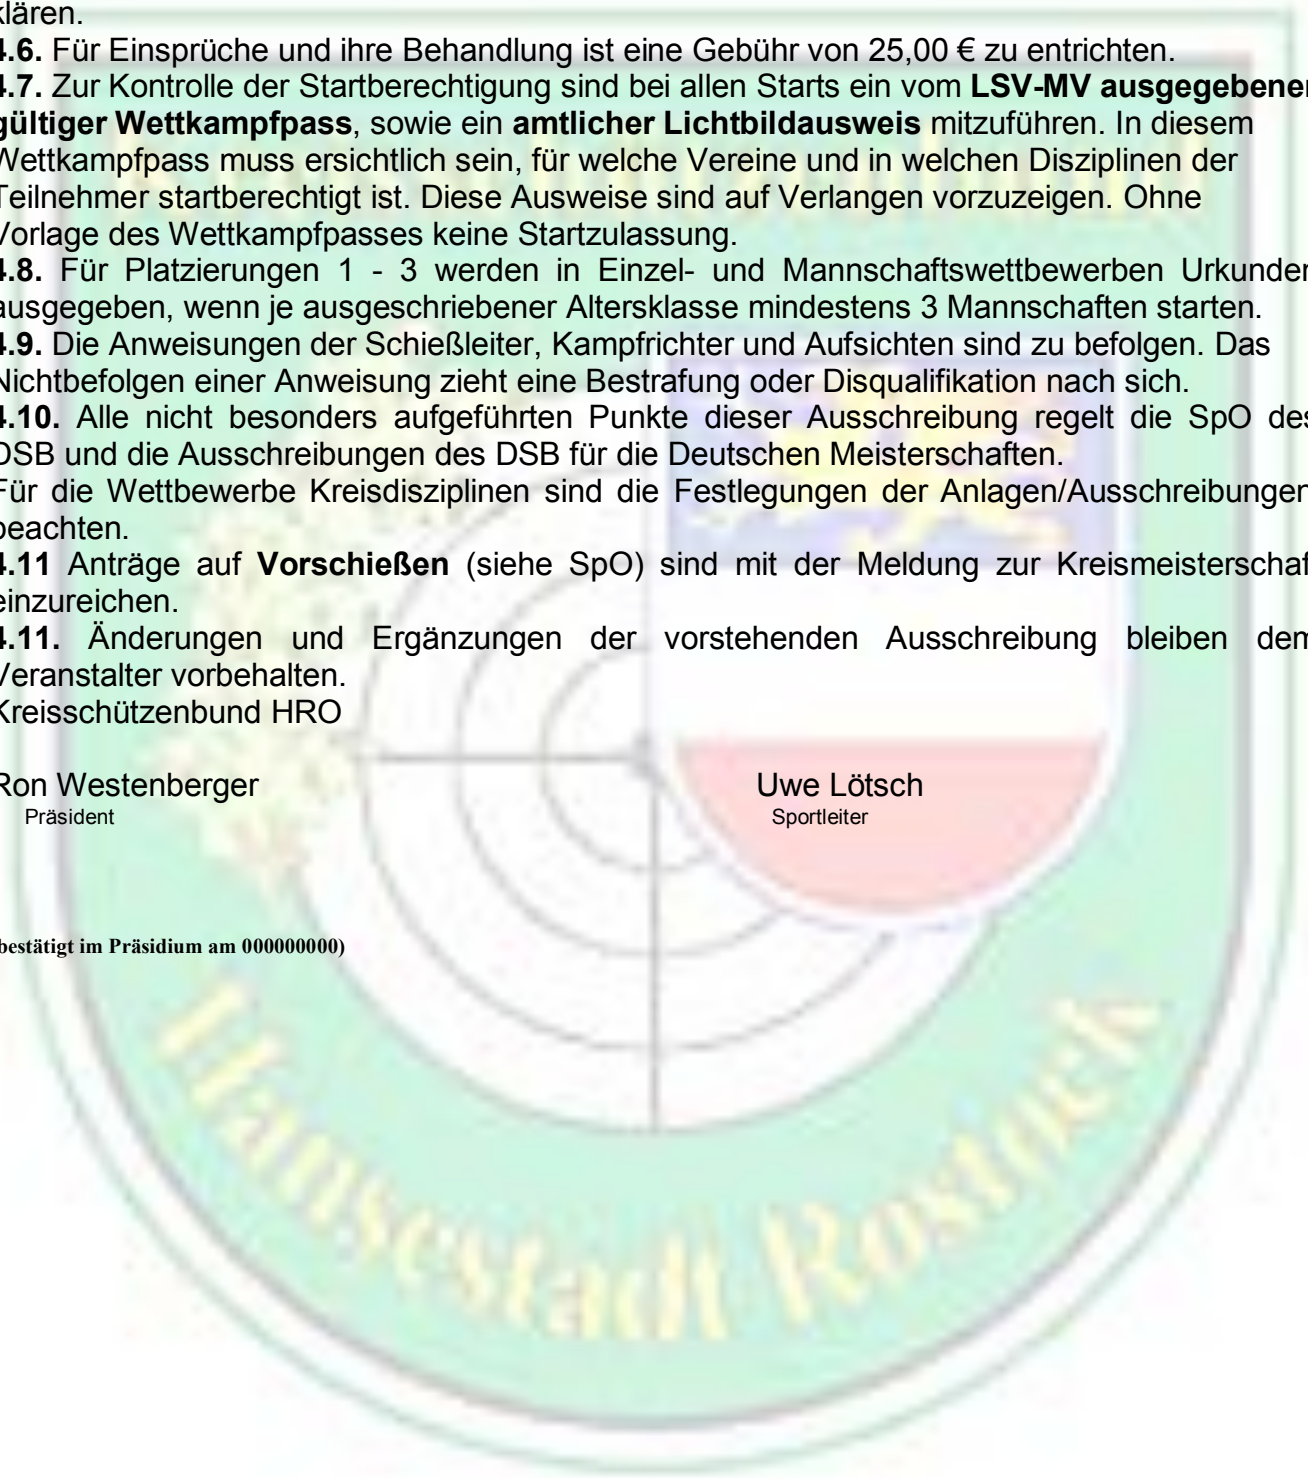 klären.
4.6. Für Einsprüche und ihre Behandlung ist eine Gebühr von 25,00 € zu entrichten.
4.7. Zur Kontrolle der Startberechtigung sind bei allen Starts ein vom LSV-MV ausgegebener
gültiger Wettkampfpass, sowie ein amtlicher Lichtbildausweis mitzuführen. In diesem
Wettkampfpass muss ersichtlich sein, für welche Vereine und in welchen Disziplinen der
Teilnehmer startberechtigt ist. Diese Ausweise sind auf Verlangen vorzuzeigen. Ohne
Vorlage des Wettkampfpasses keine Startzulassung.
4.8. Für Platzierungen 1 - 3 werden in Einzel- und Mannschaftswettbewerben Urkunden
ausgegeben, wenn je ausgeschriebener Altersklasse mindestens 3 Mannschaften starten.
4.9. Die Anweisungen der Schießleiter, Kampfrichter und Aufsichten sind zu befolgen. Das
Nichtbefolgen einer Anweisung zieht eine Bestrafung oder Disqualifikation nach sich.
4.10. Alle nicht besonders aufgeführten Punkte dieser Ausschreibung regelt die SpO des
DSB und die Ausschreibungen des DSB für die Deutschen Meisterschaften.
Für die Wettbewerbe Kreisdisziplinen sind die Festlegungen der Anlagen/Ausschreibungen
beachten.
4.11 Anträge auf Vorschießen (siehe SpO) sind mit der Meldung zur Kreismeisterschaf
einzureichen.
4.11. Änderungen und Ergänzungen der vorstehenden Ausschreibung bleiben dem
Veranstalter vorbehalten.
Kreisschützenbund HRO
Ron Westenberger Uwe Lötsch
Präsident Sportleiter
bestätigt im Präsidium am 000000000)
Hansestadt Rostock